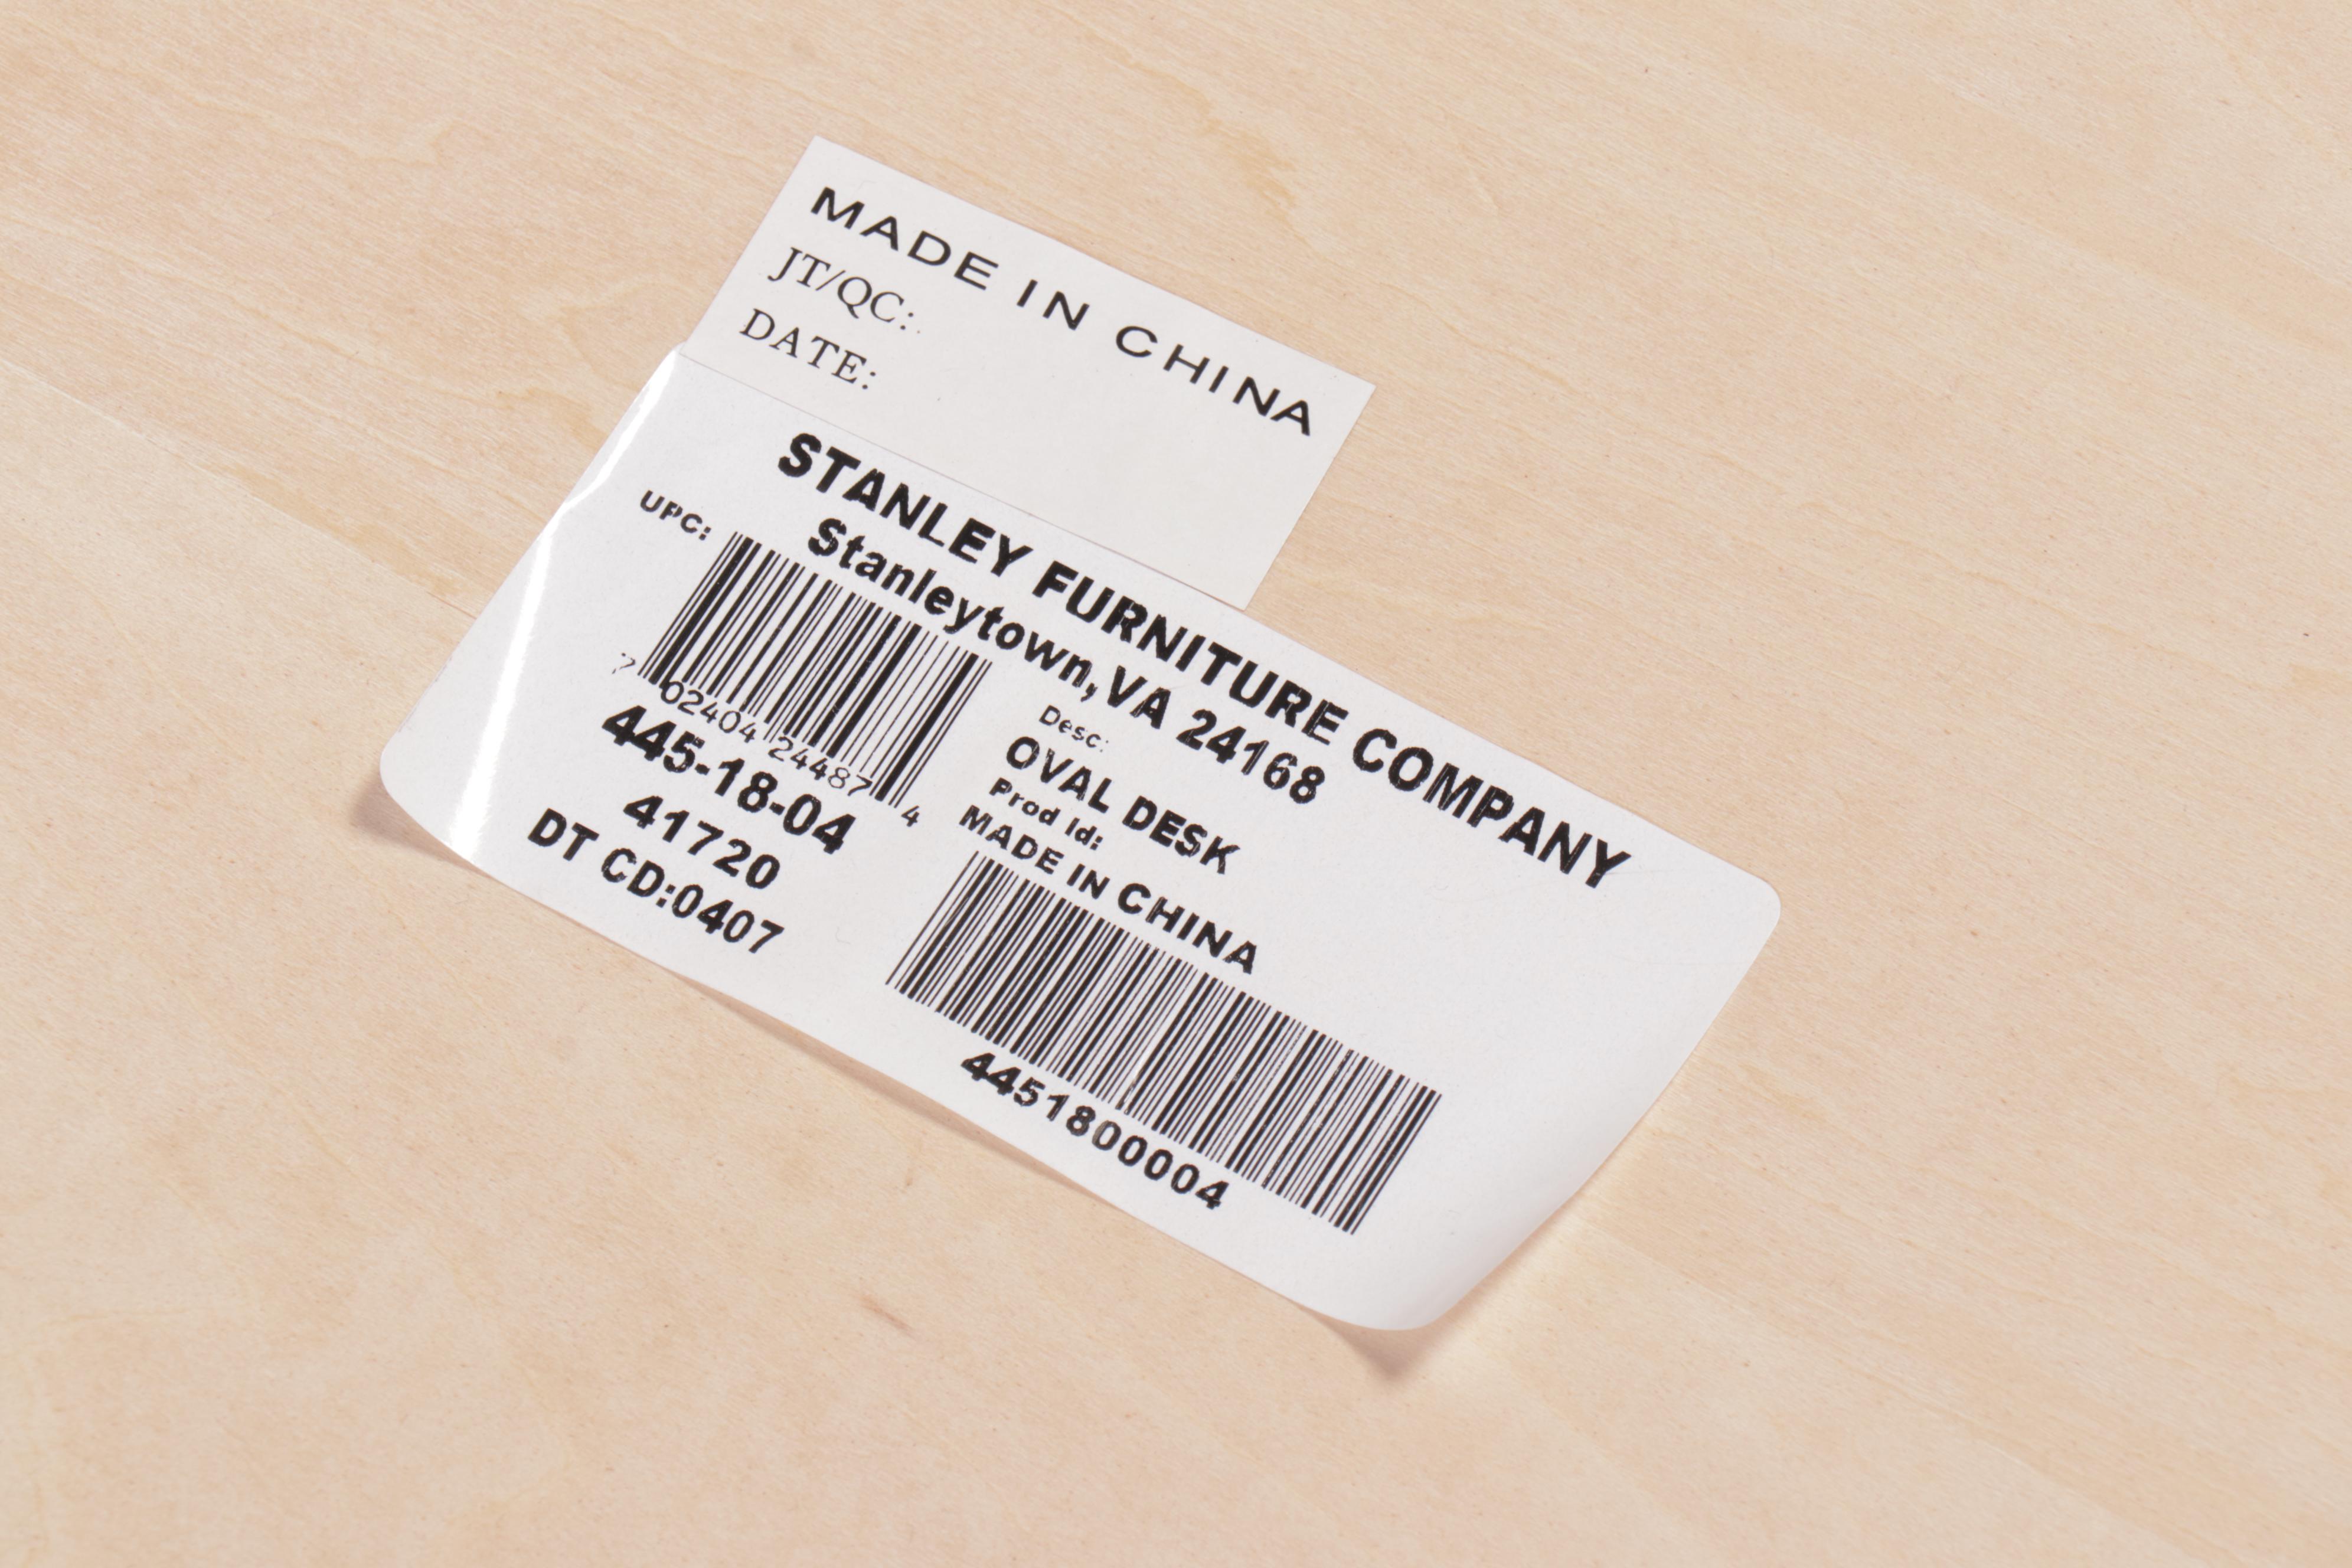 MADE IN CHINA
JT/QC:
DATE:
STANLEY FURNITURE COMPANY
Stanleytown, VA 24168
UPC:
7 02404 24487 4
445-18-04
41720
DT CD:0407
Desc:
OVAL DESK
Prod Id:
MADE IN CHINA
4451800004